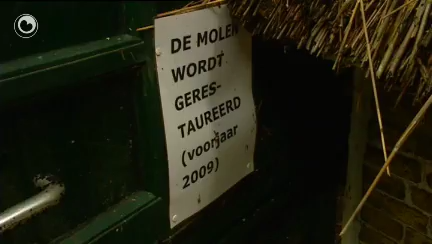 DE MOLEN
WORDT
GERES-
TAUREERD
(voorjaar
2009)